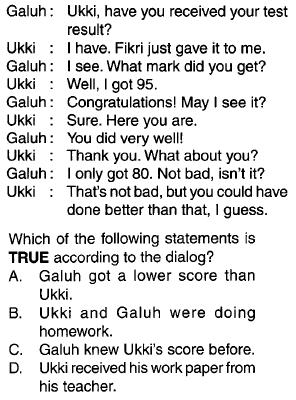 Galuh : Ukki, have you received your test
result?
Ukki : I have. Fikri just gave it to me.
Galuh : I see. What mark did you get?
Ukki : Well, I got 95.
Galuh : Congratulations! May I see it?
Ukki : Sure. Here you are.
Galuh : You did very well!
Ukki : Thank you. What about you?
Galuh : I only got 80. Not bad, isn't it?
Ukki : That's not bad, but you could have
done better than that, I guess.
Which of the following statements is
TRUE according to the dialog?
A. Galuh got a lower score than
Ukki.
B. Ukki and Galuh were doing
homework.
C. Galuh knew Ukki's score before.
D. Ukki received his work paper from
his teacher.